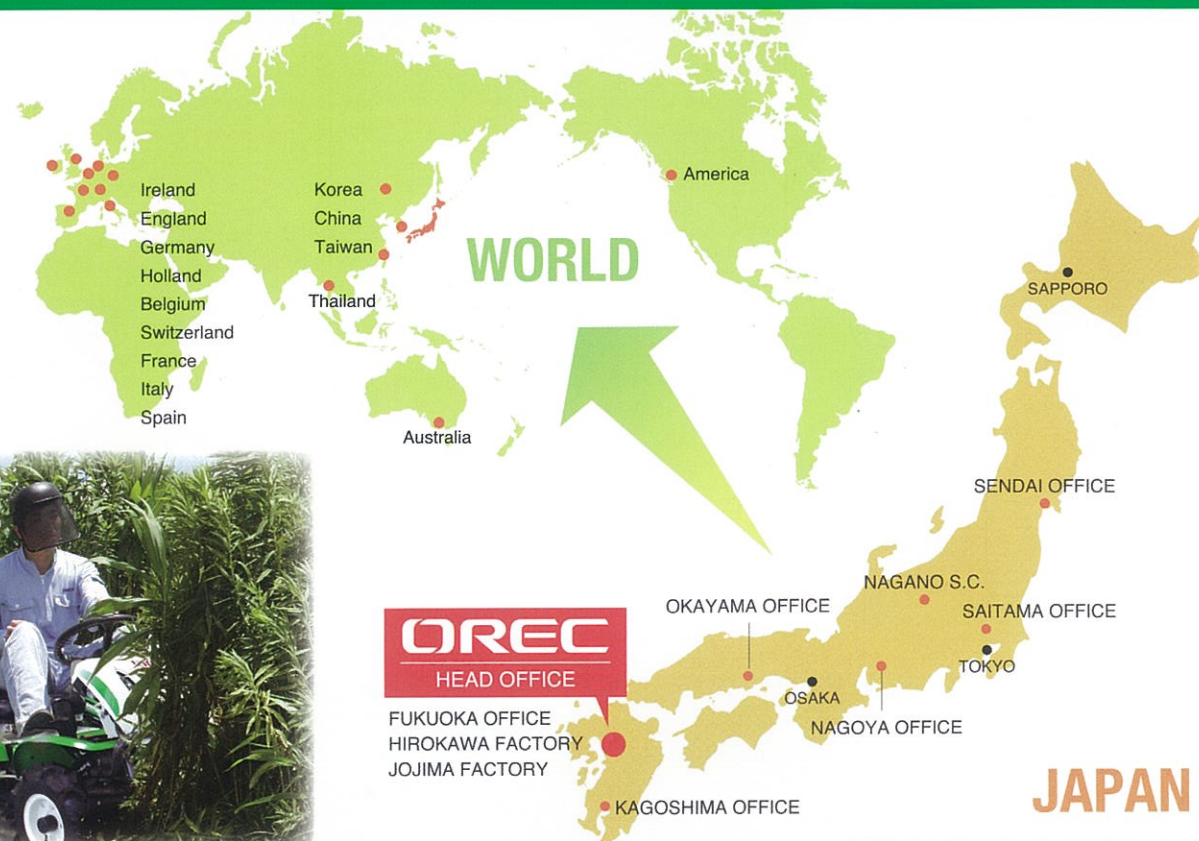 Ireland
England
Germany
Holland
Belgium
Switzerland
France
Italy
Spain
Korea
China
Taiwan
Thailand
Australia
WORLD
America
SAPPORO
SENDAI OFFICE
NAGANO S.C.
SAITAMA OFFICE
TOKYO
OKAYAMA OFFICE
OSAKA
NAGOYA OFFICE
OREC
HEAD OFFICE
FUKUOKA OFFICE
HIROKAWA FACTORY
JOJIMA FACTORY
KAGOSHIMA OFFICE
JAPAN